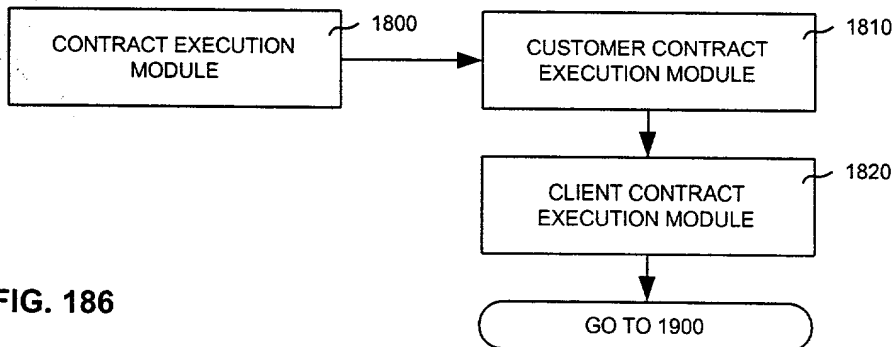 CONTRACT EXECUTION
MODULE
1800
CUSTOMER CONTRACT
EXECUTION MODULE
1810
CLIENT CONTRACT
EXECUTION MODULE
1820
FIG. 186
GO TO 1900